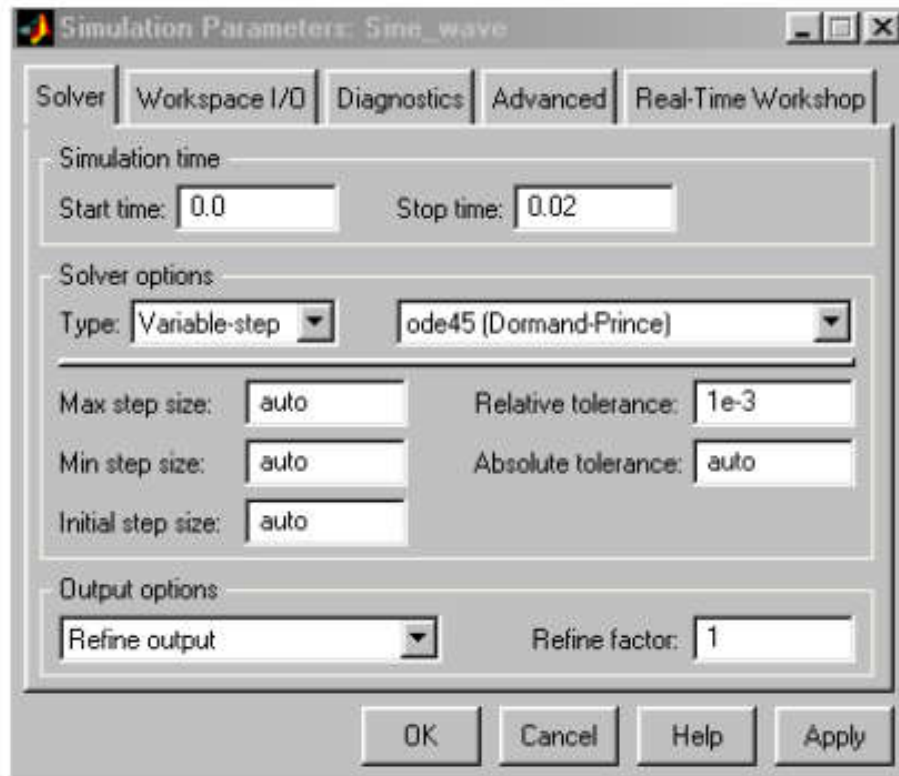 Simulation Parameters: Sine_wave
Solver Workspace I/O Diagnostics Advanced Real-Time Workshop
Simulation time
Start time: 0.0 Stop time: 0.02
Solver options
Type: Variable-step ode45 (Dormand-Prince)
Max step size: auto Relative tolerance: 1e-3
Min step size: auto Absolute tolerance: auto
Initial step size: auto
Output options
Refine output Refine factor: 1
OK Cancel Help Apply